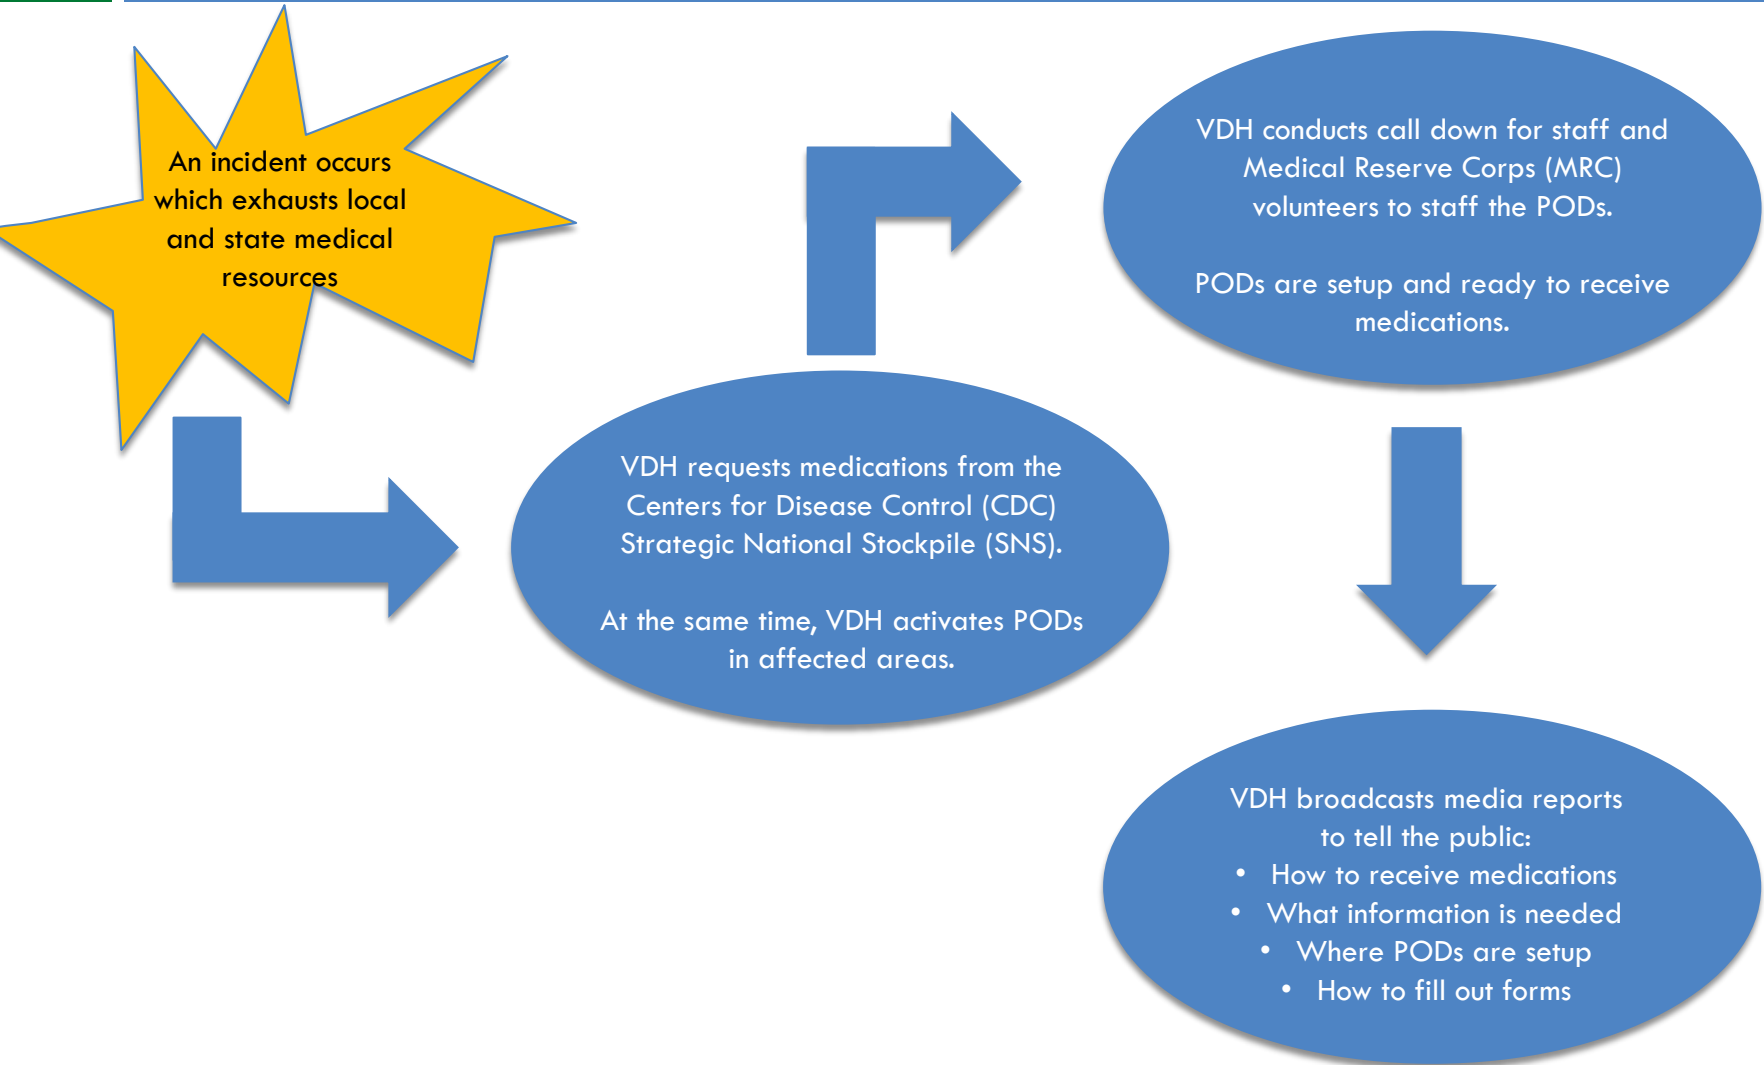 An incident occurs
which exhausts local
and state medical
resources
VDH requests medications from the
Centers for Disease Control (CDC)
Strategic National Stockpile (SNS).
At the same time, VDH activates PODs
in affected areas.
VDH conducts call down for staff and
Medical Reserve Corps (MRC)
volunteers to staff the PODs.
PODs are setup and ready to receive
medications.
VDH broadcasts media reports
to tell the public:
• How to receive medications
• What information is needed
• Where PODs are setup
• How to fill out forms